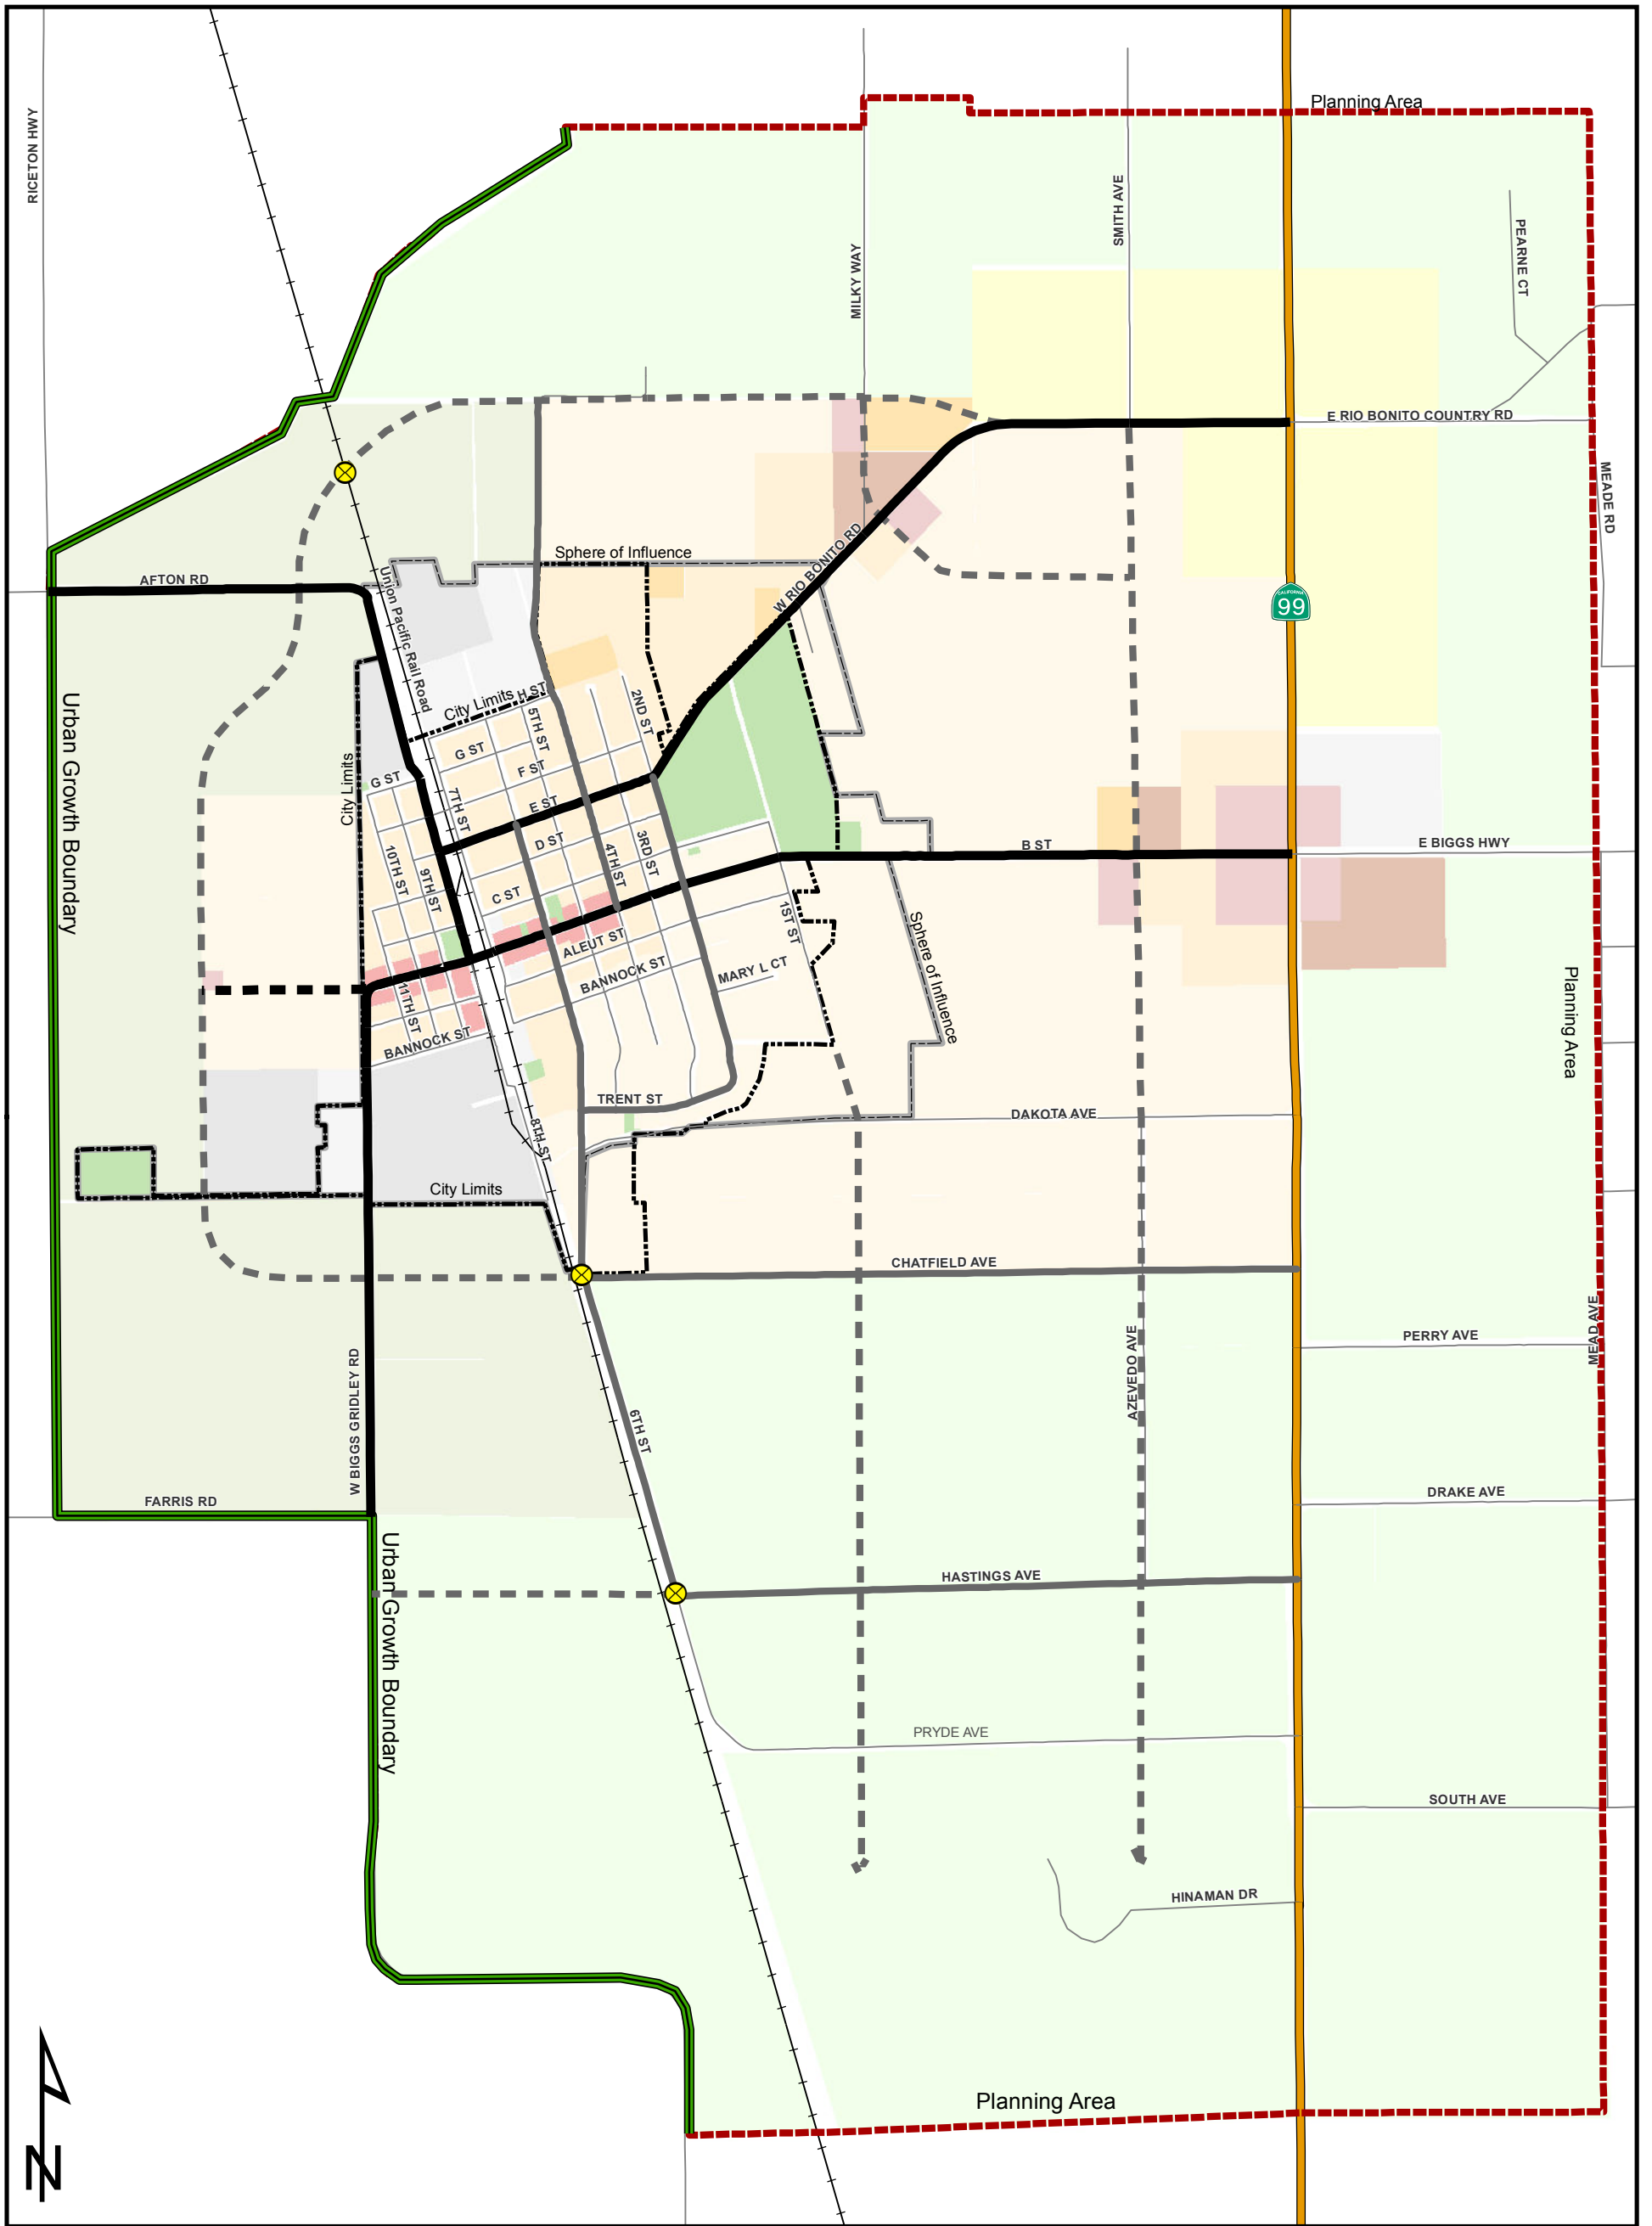 Planning Area
RICETON HWY
SMITH AVE
PEARNE CT
MILKY WAY
E RIO BONITO COUNTRY RD
MEADE RD
Sphere of Influence
W RIO BONITO RD
AFTON RD
Union Pacific Rail Road
CALIFORNIA
99
Urban Growth Boundary
City Limits
H ST
2ND ST
5TH ST
G ST
F ST
City Limits
G ST
7TH ST
E ST
D ST
3RD ST
4TH ST
B ST
E BIGGS HWY
10TH ST
9TH ST
C ST
1ST ST
ALEUT ST
Sphere of Influence
BANNOCK ST
MARY L CT
Planning Area
11TH ST
BANNOCK ST
TRENT ST
DAKOTA AVE
8TH ST
City Limits
CHATFIELD AVE
PERRY AVE
MEAD AVE
AZEVEDO AVE
W BIGGS GRIDLEY RD
6TH ST
FARRIS RD
DRAKE AVE
Urban Growth Boundary
HASTINGS AVE
PRYDE AVE
SOUTH AVE
HINAMAN DR
Planning Area
N